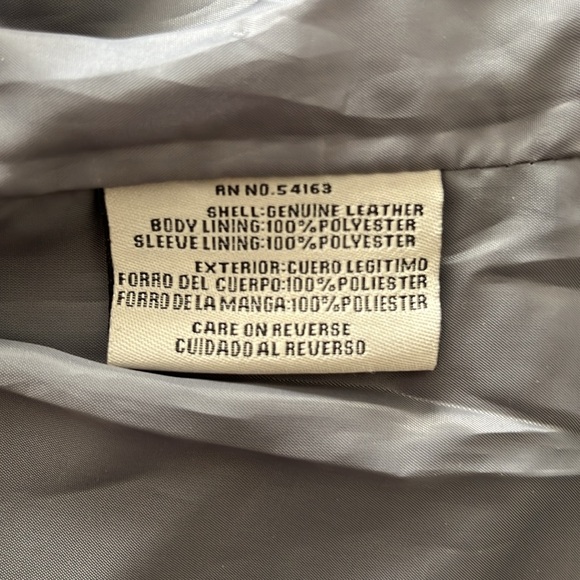 RN NO.54163
SHELL:GENUINE LEATHER
BODY LINING:100%POLYESTER
SLEEVE LINING:100%POLYESTER
EXTERIOR:CUERO LEGITIMO
FORRO DEL CUERPO:100%POLIESTER
FORRO DE LA MANGA:100%POLIESTER
CARE ON REVERSE
CUIDADO AL REVERSO